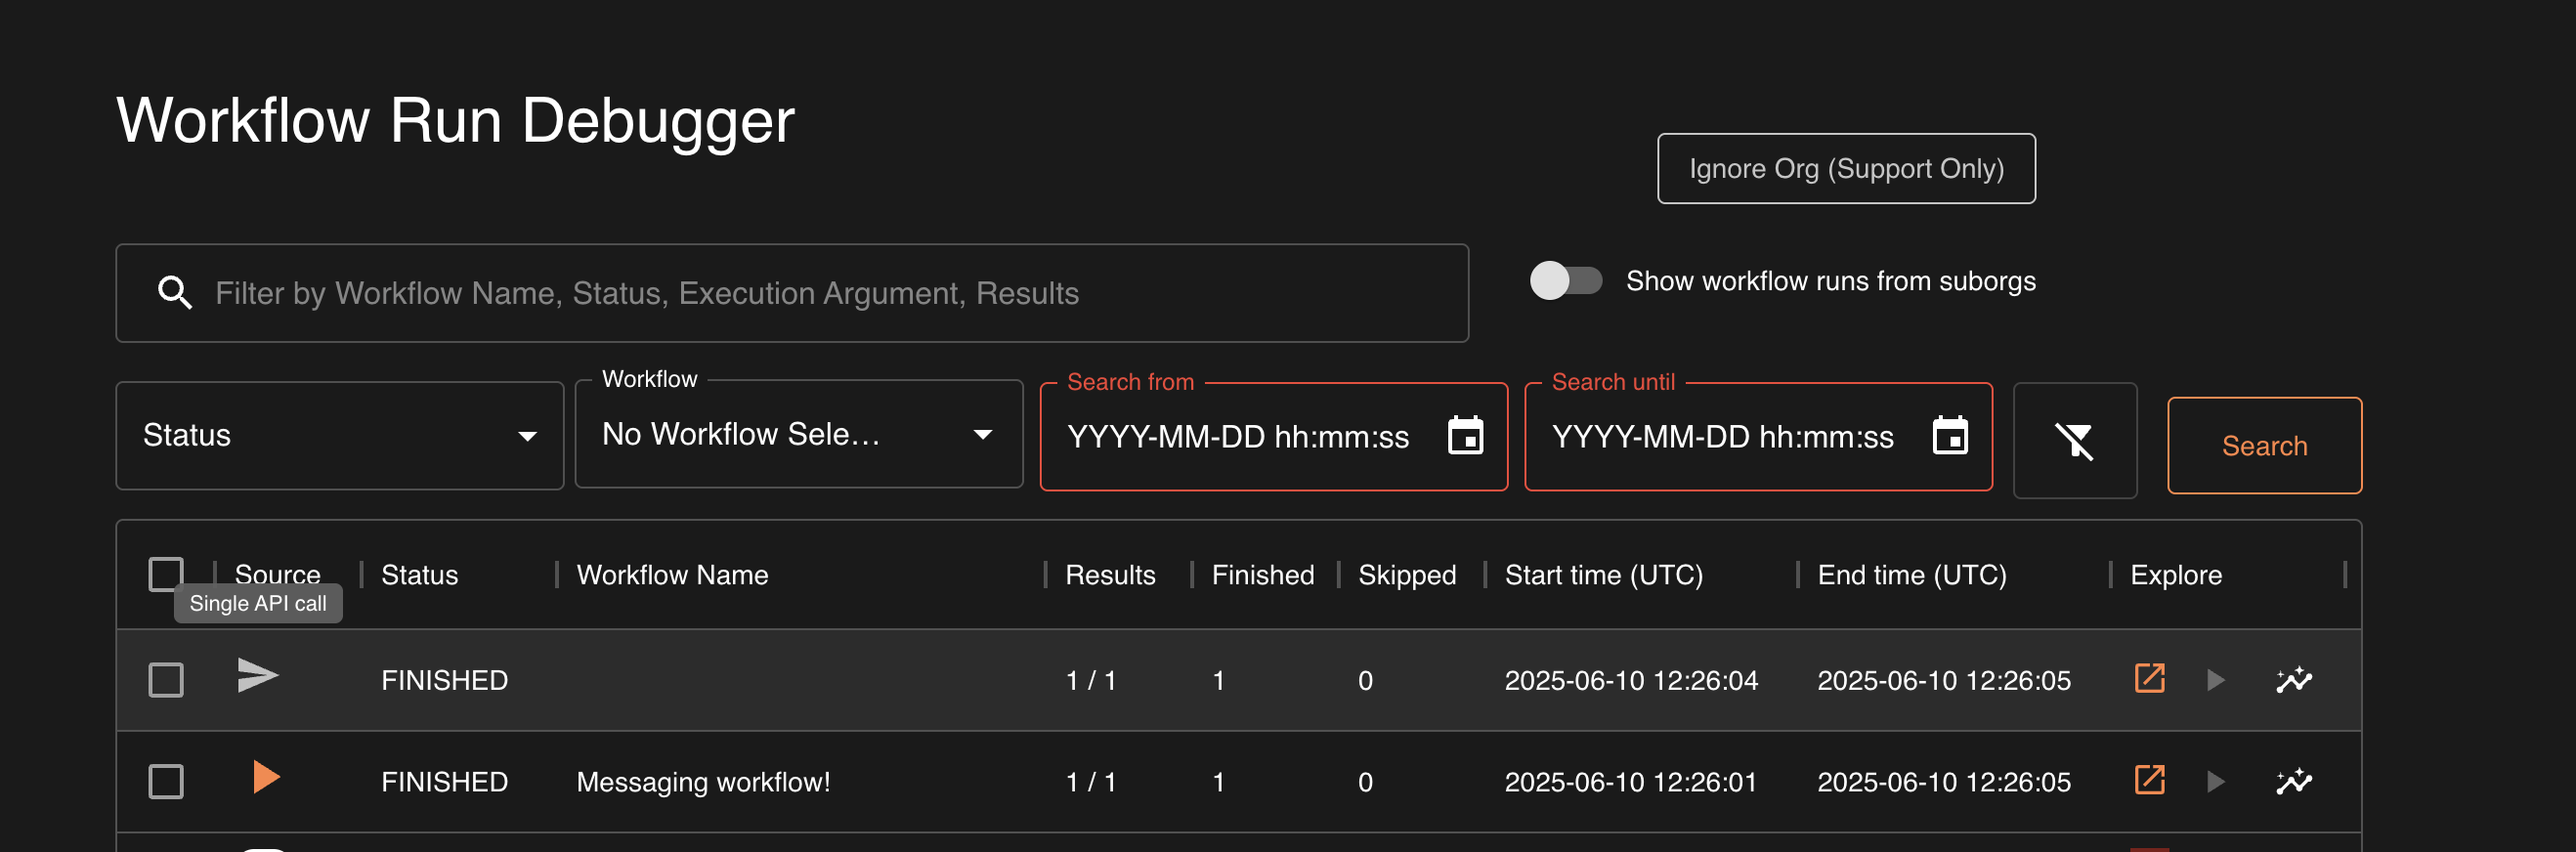 Workflow Run Debugger
Ignore Org (Support Only)
Filter by Workflow Name, Status, Execution Argument, Results
Show workflow runs from suborgs
Status
Workflow
No Workflow Sele…
Search from
YYYY-MM-DD hh:mm:ss
Search until
YYYY-MM-DD hh:mm:ss
Search
Source Status Workflow Name Results Finished Skipped Start time (UTC) End time (UTC) Explore
Single API call
FINISHED 1 / 1 1 0 2025-06-10 12:26:04 2025-06-10 12:26:05
FINISHED Messaging workflow! 1 / 1 1 0 2025-06-10 12:26:01 2025-06-10 12:26:05